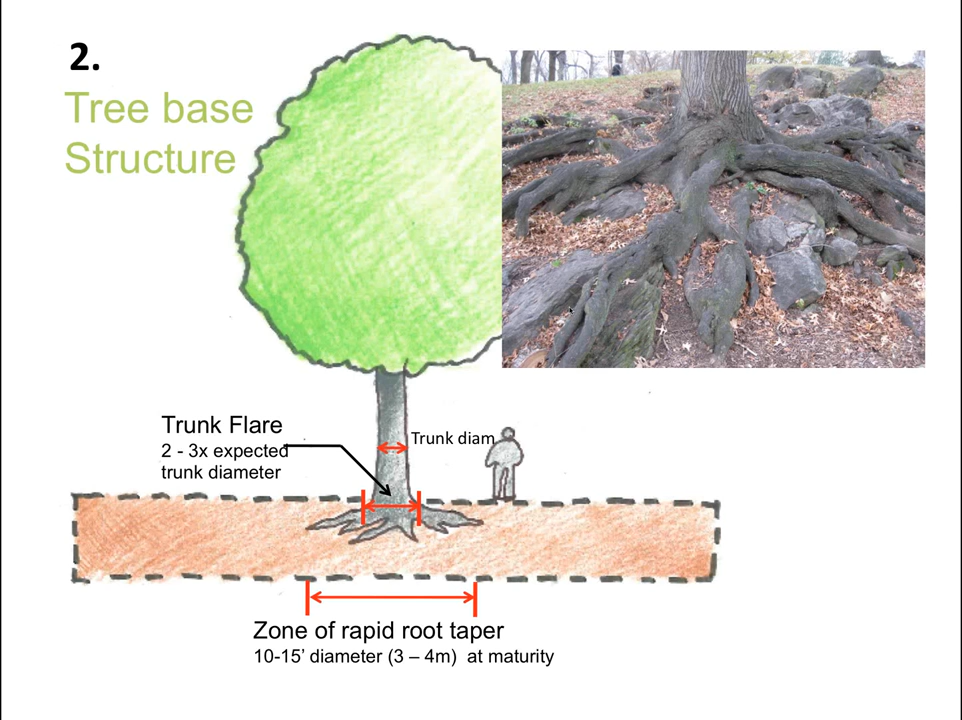 2.
Tree base
Structure
Trunk Flare
2 - 3x expected
trunk diameter
Trunk diam
Zone of rapid root taper
10-15’ diameter (3 – 4m)  at maturity